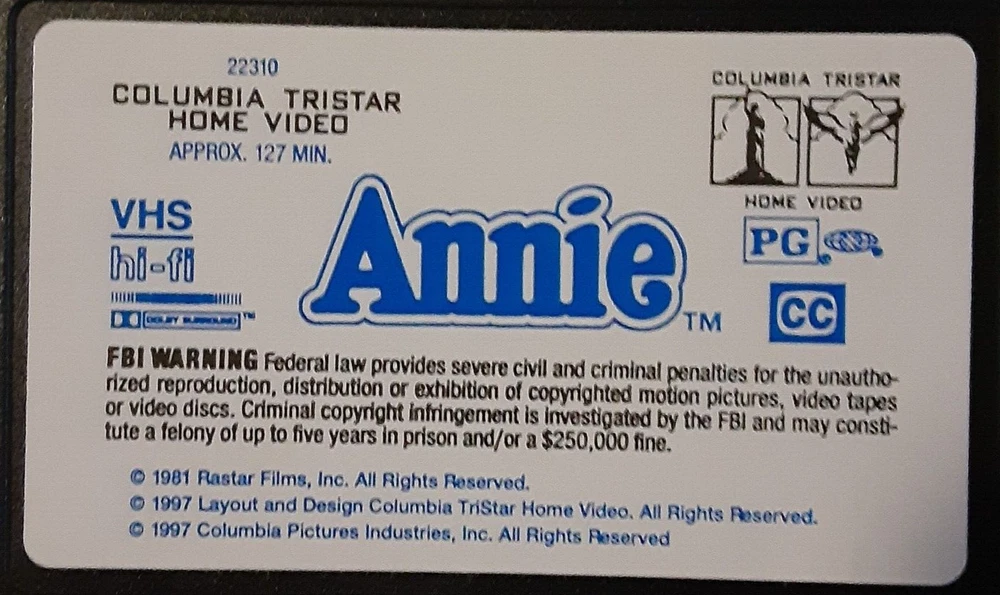 22310
COLUMBIA TRISTAR
HOME VIDEO
APPROX. 127 MIN.
COLUMBIA TRISTAR
HOME VIDEO
VHS
hi-fi
DOLBY SURROUND™
Annie™
PG
CC
FBI WARNING Federal law provides severe civil and criminal penalties for the unautho-
rized reproduction, distribution or exhibition of copyrighted motion pictures, video tapes
or video discs. Criminal copyright infringement is investigated by the FBI and may consti-
tute a felony of up to five years in prison and/or a $250,000 fine.
© 1981 Rastar Films, Inc. All Rights Reserved.
© 1997 Layout and Design Columbia TriStar Home Video. All Rights Reserved.
© 1997 Columbia Pictures Industries, Inc. All Rights Reserved